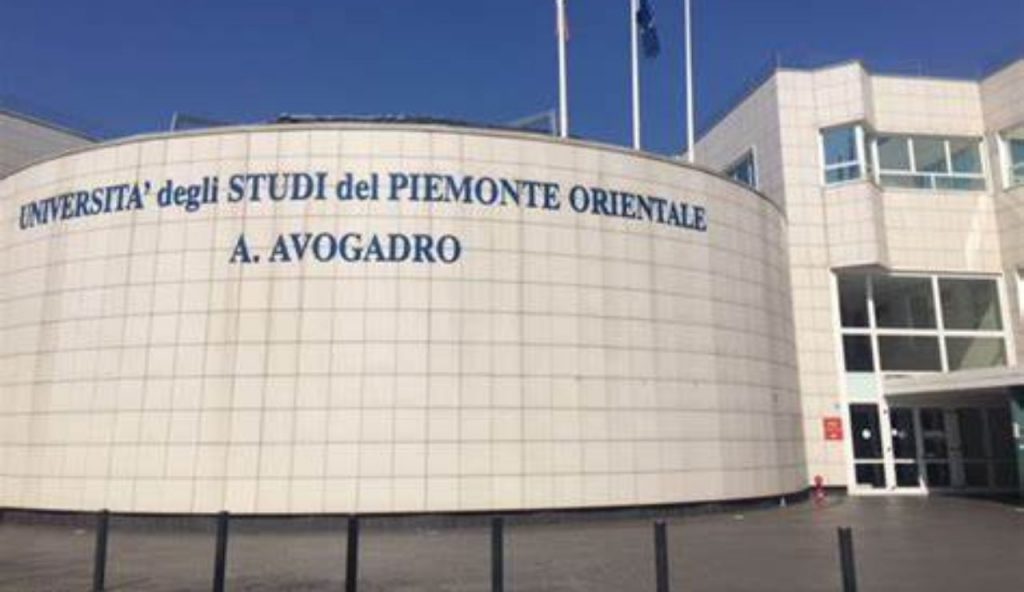 UNIVERSITA' degli STUDI del PIEMONTE ORIENTALE
A. AVOGADRO